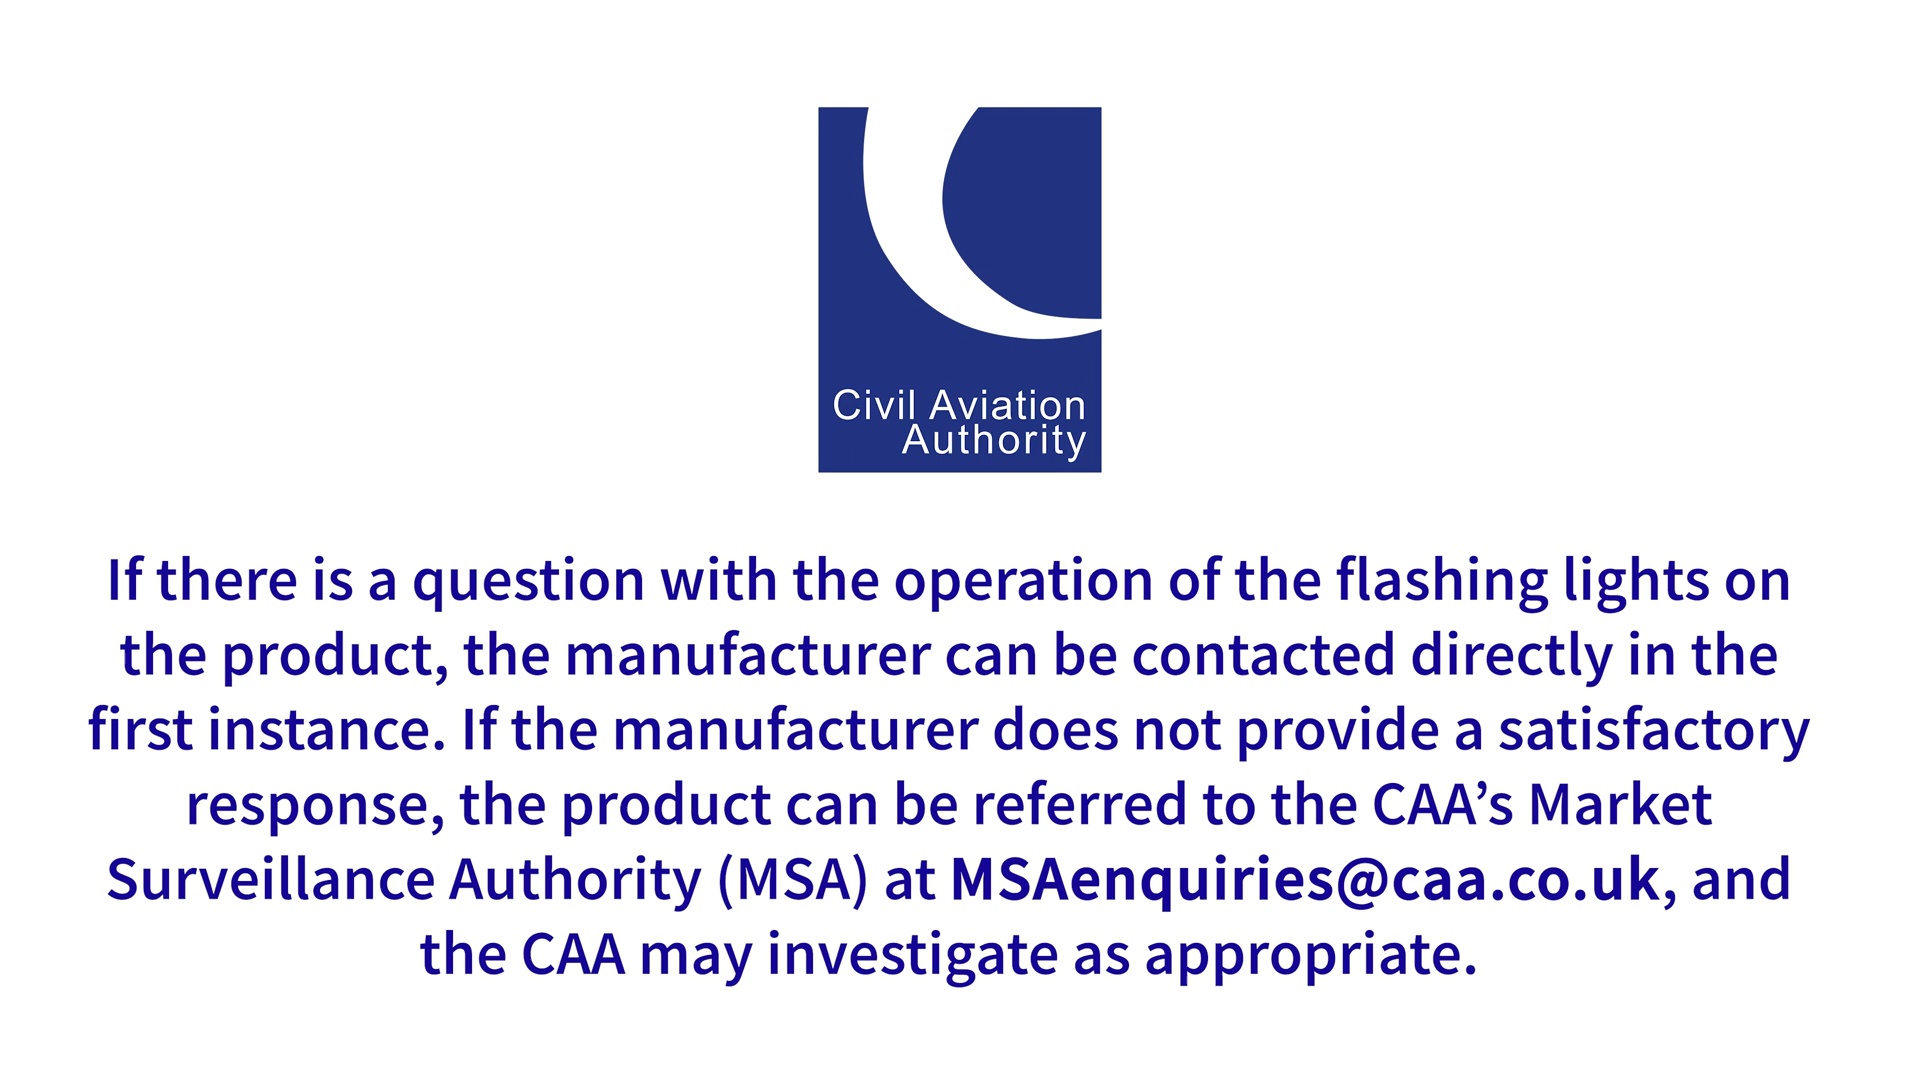 Civil Aviation
Authority
If there is a question with the operation of the flashing lights on
the product, the manufacturer can be contacted directly in the
first instance. If the manufacturer does not provide a satisfactory
response, the product can be referred to the CAA’s Market
Surveillance Authority (MSA) at MSAenquiries@caa.co.uk, and
the CAA may investigate as appropriate.